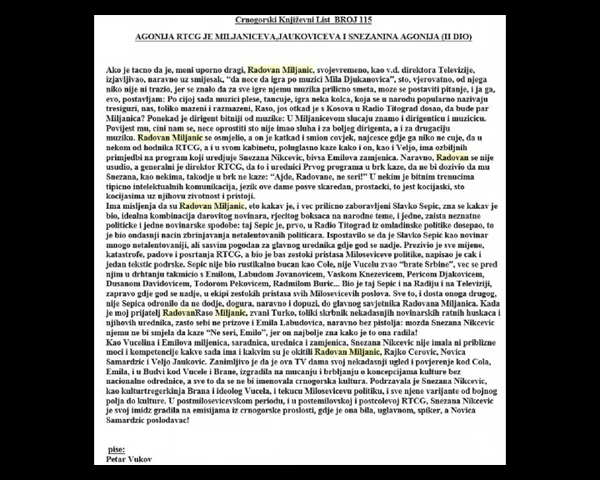 Crnogorski Književni List  BROJ 115
AGONIJA RTCG JE MILJANICEVA,JAUKOVICEVA I SNEZANINA AGONIJA (II DIO)
Ako je tacno da je, meni uporno dragi, Radovan Miljanic, svojevremeno, kao v.d. direktora Televizije,
izjavljivao, naravno uz smijesak, "da nece da igra po muzici Mila Djukanovica", sto, vjerovatno, od njega
niko nije ni trazio, jer se znalo da za sve igre njemu muzika prilicno smeta, moze se postaviti pitanje, i ja ga,
evo, postavljam: Po cijoj sada muzici plese, tancuje, igra neka kolca, koja se u narodu popularno nazivaju
tresiguzi, nas, toliko mazeni i razmazeni, Raso, jos otkad je s Kosova u Radio Titograd dosao, da bude par
Miljanica? Ponekad je dirigent bitniji od muzike: U Miljanicevom slucaju znamo i dirigenticu i muzicicu.
Povijest mu, cini nam se, nece oprostiti sto nije imao sluha i za boljeg dirigenta, a i za drugaciju
muziku. Radovan Miljanic se osmjelio, a on je katkad i smion covjek, najcesce gdje ga niko ne cuje, da u
nekom od hodnika RTCG, a i u svom kabinetu, poluglasno kaze kako i on, kao i Veljo, ima ozbiljnih
primjedbi na program koji uredjuje Snezana Nikcevic, bivsa Emilova zamjenica. Naravno, Radovan se nije
usudio, a generalni je direktor RTCG, da to i urednici Prvog programa u brk kaze, da ne bi dozivio da mu
Snezana, kao nekima, takodje u brk ne kaze: "Ajde, Radovane, ne seri!" U nekim je bitnim trenucima
tipicno intelektualnih komunikacija, jezik ove dame posve skaredan, prostacki, to jest kocijaski, sto
kocijasima uz njihovu zivotnost i pristoji.
Ima misljenja da su Radovan Miljanic, eto kakav je, i vec prilicno zaboravljeni Slavko Sepic, zna se kakav je
bio, idealna kombinacija darovitog novinara, rjecitog boksaca na narodne teme, i jedne, zaista neznatne
politicke i jedne novinarske spodobe: taj Sepic je, prvo, u Radio Titograd iz omladinske politike dosepao, to
je bio ondasnji nacin zbrinjavanja netalentovanih politicara. Ispostavilo se da je Slavko Sepic kao novinar
mnogo netalentovaniji, ali sasvim pogodan za glavnog urednika gdje god se nadje. Prezivio je sve mijene,
katastrofe, padove i posrtanja RTCG, a bio je bas zestoki pristas Miloseviceve politike, napisao je cak i
jedan tekstic podrske. Sepic nije bio rustikalno bucan kao Cole, nije Vucelu zvao "brate Srbine", vec se pred
njim u drhtanju takmicio s Emilom, Labudom Jovanovicem, Vaskom Knezevicem, Pericom Djakovicem,
Dusanom Davidovicem, Todorom Pekovicem, Radmilom Buric... Bio je taj Sepic i na Radiju i na Televiziji,
zapravo gdje god se nadje, u ekipi zestokih pristasa svih Milosevicevih poslova. Sve to, i dosta onoga drugog,
nije Sepica odronilo da ne dodje, dogura, naravno i dopuzi, do glavnog savjetnika Radovana Miljanica. Kada
je moj prijatelj RadovanRaso Miljanic, zvani Turko, toliki skrbnik nekadasnjih novinarskih ratnih huskaca i
njihovih urednika, zasto sebi ne prizove i Emila Labudovica, naravno bez pistolja: mozda Snezana Nikcevic
njemu ne bi smjela da kaze "Ne seri, Emilo", jer on najbolje zna kako je to ona radila!
Kao Vucelina i Emilova miljenica, saradnica, urednica i zamjenica, Snezana Nikcevic nije imala ni priblizne
moci i kompetencije kakve sada ima i kakvim su je okitili Radovan Miljanic, Rajko Cerovic, Novica
Samardzic i Veljo Jaukovic. Zanimljivo je da je ova TV dama svoj nekadasnji ugled i povjerenje kod Cola,
Emila, i u Budvi kod Vucele i Brane, izgradila na mucanju i brbljanju o koncepcijama kulture bez
nacionalne odrednice, a sve to da se ne bi imenovala crnogorska kultura. Podrzavala je Snezana Nikcevic,
kao kulturtregerkinja Brana i ideolog Vucela, i tekucu Milosevicevu politiku, i sve njene varijante od bojnog
polja do kulture. U postmilosevicevskom periodu, i u postemilovskoj i postcolevoj RTCG, Snezana Nikcevic
je svoj imidz gradila na emisijama iz crnogorske proslosti, gdje je ona bila, uglavnom, spiker, a Novica
Samardzic poslodavac!
pise:
Petar Vukov